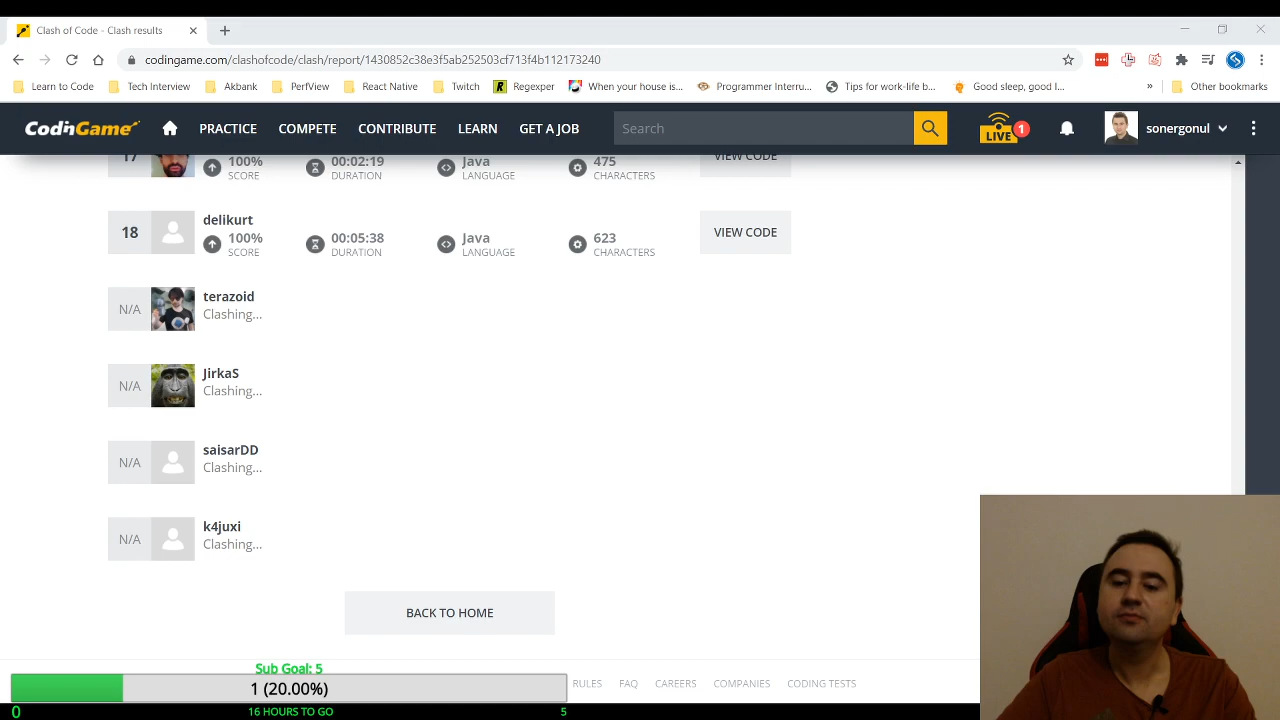 Clash of Code - Clash results
codingame.com/clashofcode/clash/report/1430852c38c3f5ab252503cf713f4b112173240
Learn to Code Tech Interview Akbank PerfView React Native Twitch Regexper When your house is... Programmer Interru... Tips for work-life b... Good sleep, good l... » Other bookmarks
CodinGame PRACTICE COMPETE CONTRIBUTE LEARN GET A JOB Search LIVE 1 sonergonul
17 100% 00:02:19 Java 475 VIEW CODE
SCORE DURATION LANGUAGE CHARACTERS
delikurt
18 100% 00:05:38 Java 623 VIEW CODE
SCORE DURATION LANGUAGE CHARACTERS
terazoid
N/A Clashing...
JirkaS
N/A Clashing...
saisarDD
N/A Clashing...
k4juxi
N/A Clashing...
BACK TO HOME
Sub Goal: 5
1 (20.00%)
RULES FAQ CAREERS COMPANIES CODING TESTS
0 16 HOURS TO GO 5